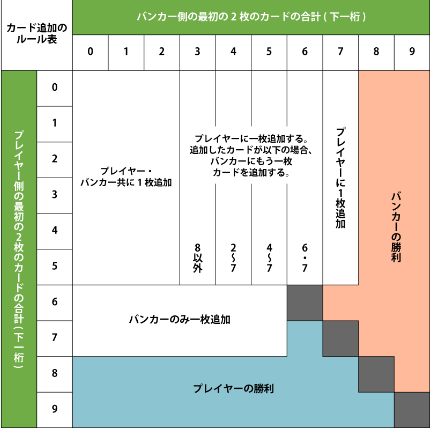 カード追加の
ルール表
バンカー側の最初の2枚のカードの合計(下一桁)
0 1 2 3 4 5 6 7 8 9
プレイヤー側の最初の2枚のカードの合計(下一桁)
0
1
2
3
4
5
6
7
8
9
プレイヤー・
バンカー共に1枚追加
プレイヤーに一枚追加する。
追加したカードが以下の場合、
バンカーにもう一枚
カードを追加する。
8以外
2〜7
4〜7
6・7
プレイヤーに1枚追加
バンカーの勝利
バンカーのみ一枚追加
プレイヤーの勝利